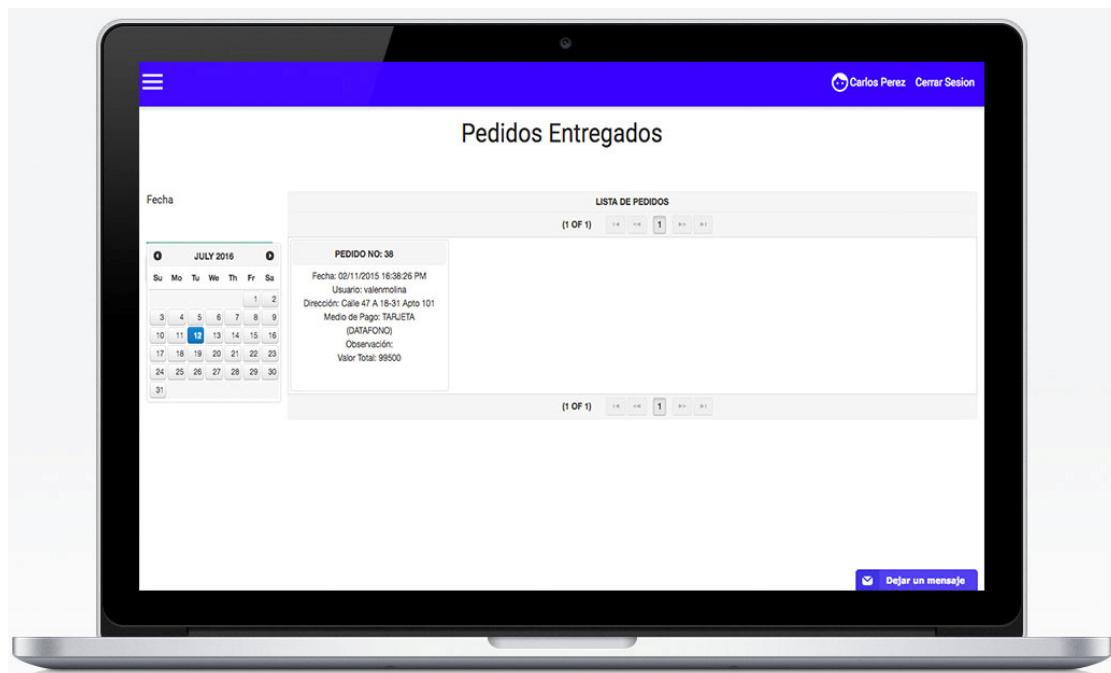 Carlos Perez Cerrar Sesion
Pedidos Entregados
Fecha
LISTA DE PEDIDOS
(1 OF 1) 1
JULY 2016
Su Mo Tu We Th Fr Sa
1 2
3 4 5 6 7 8 9
10 11 12 13 14 15 16
17 18 19 20 21 22 23
24 25 26 27 28 29 30
31
PEDIDO NO: 38
Fecha: 02/11/2015 16:38:26 PM
Usuario: valenmolina
Dirección: Calle 47 A 18-31 Apto 101
Medio de Pago: TARJETA
(DATAFONO)
Observación:
Valor Total: 99500
(1 OF 1) 1
Dejar un mensaje